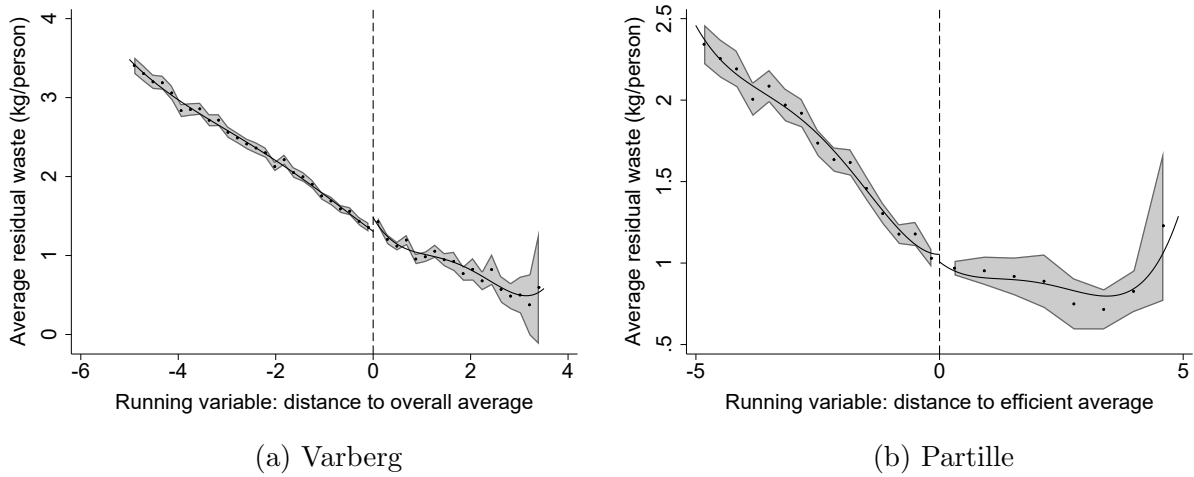 Average residual waste (kg/person)
4
3
2
1
0
-6 -4 -2 0 2 4
Running variable: distance to overall average
(a) Varberg
Average residual waste (kg/person)
2.5
2
1.5
1
.5
-5 0 5
Running variable: distance to efficient average
(b) Partille